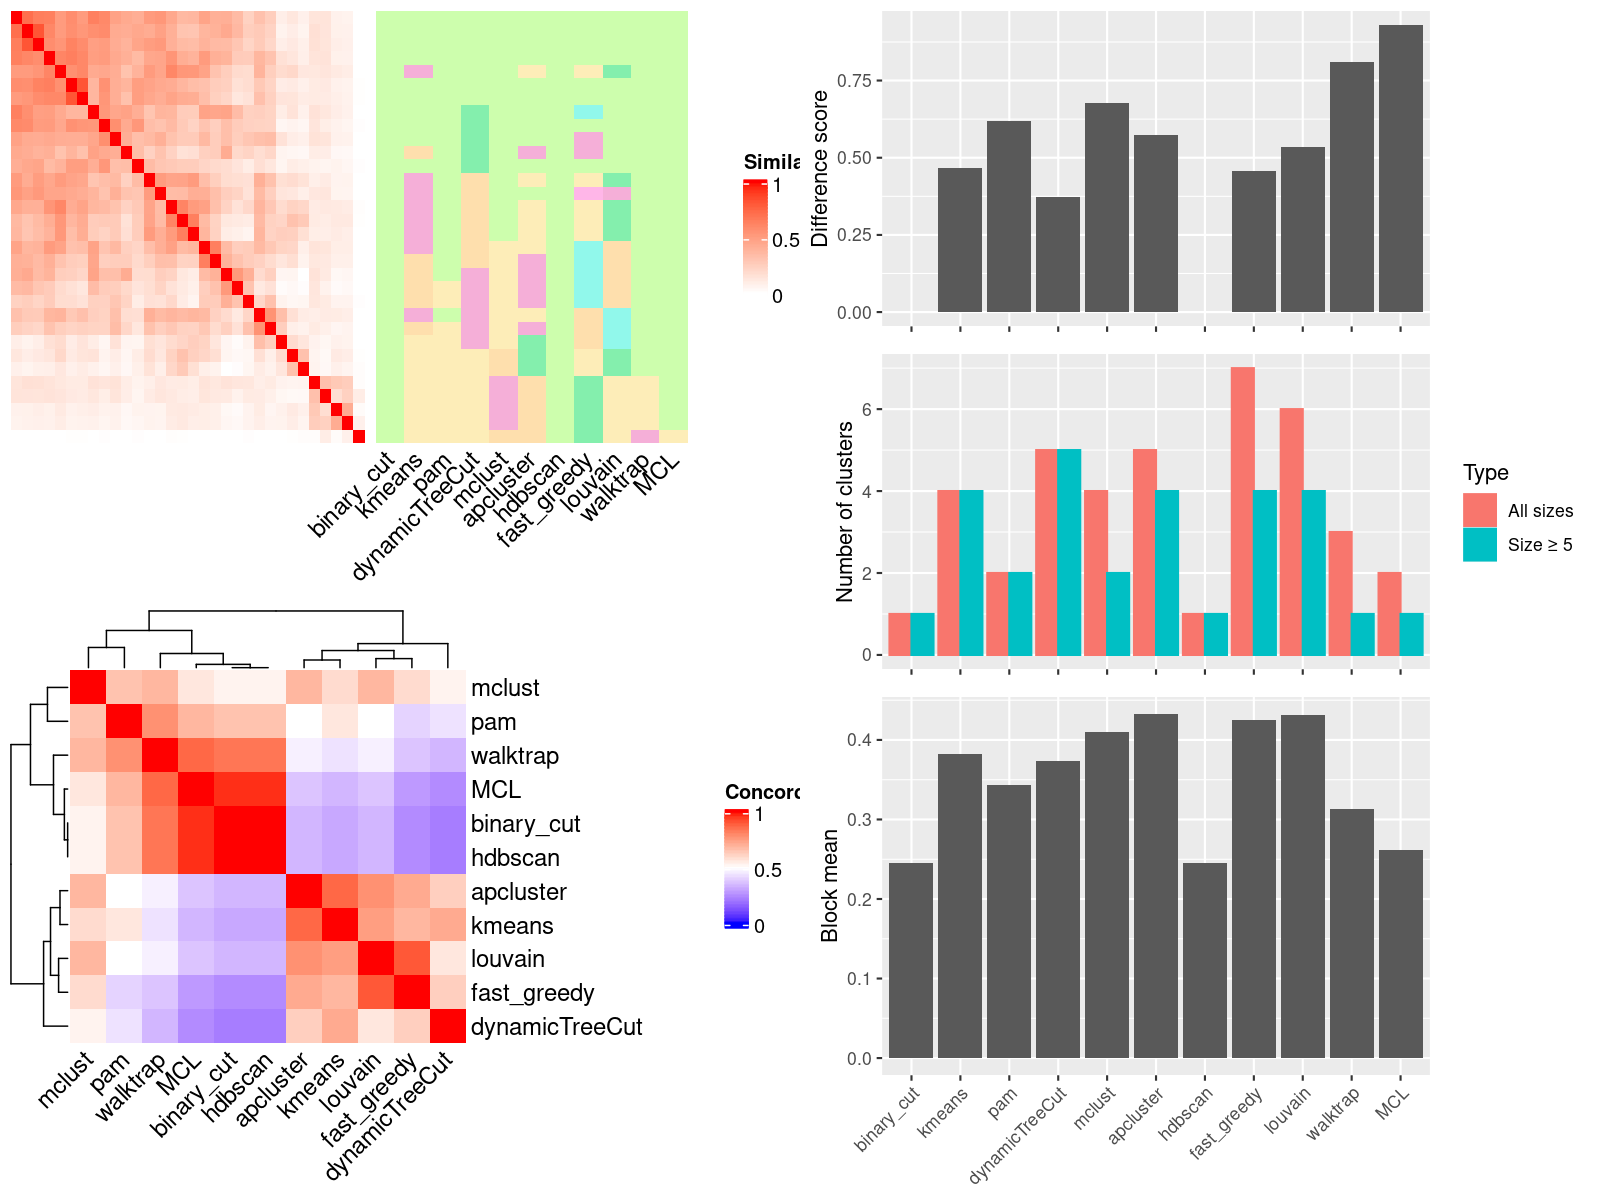 Simila
1
0.5
0
binary_cut
kmeans
pam
dynamicTreeCut
mclust
apcluster
hdbscan
fast_greedy
louvain
walktrap
MCL
mclust
pam
walktrap
MCL
binary_cut
hdbscan
apcluster
kmeans
louvain
fast_greedy
dynamicTreeCut
mclust
pam
walktrap
MCL
binary_cut
hdbscan
apcluster
kmeans
louvain
fast_greedy
dynamicTreeCut
Concord
1
0.5
0
Difference score
0.75
0.50
0.25
0.00
Number of clusters
6
4
2
0
Type
All sizes
Size ≥ 5
Block mean
0.4
0.3
0.2
0.1
0.0
binary_cut
kmeans
pam
dynamicTreeCut
mclust
apcluster
hdbscan
fast_greedy
louvain
walktrap
MCL